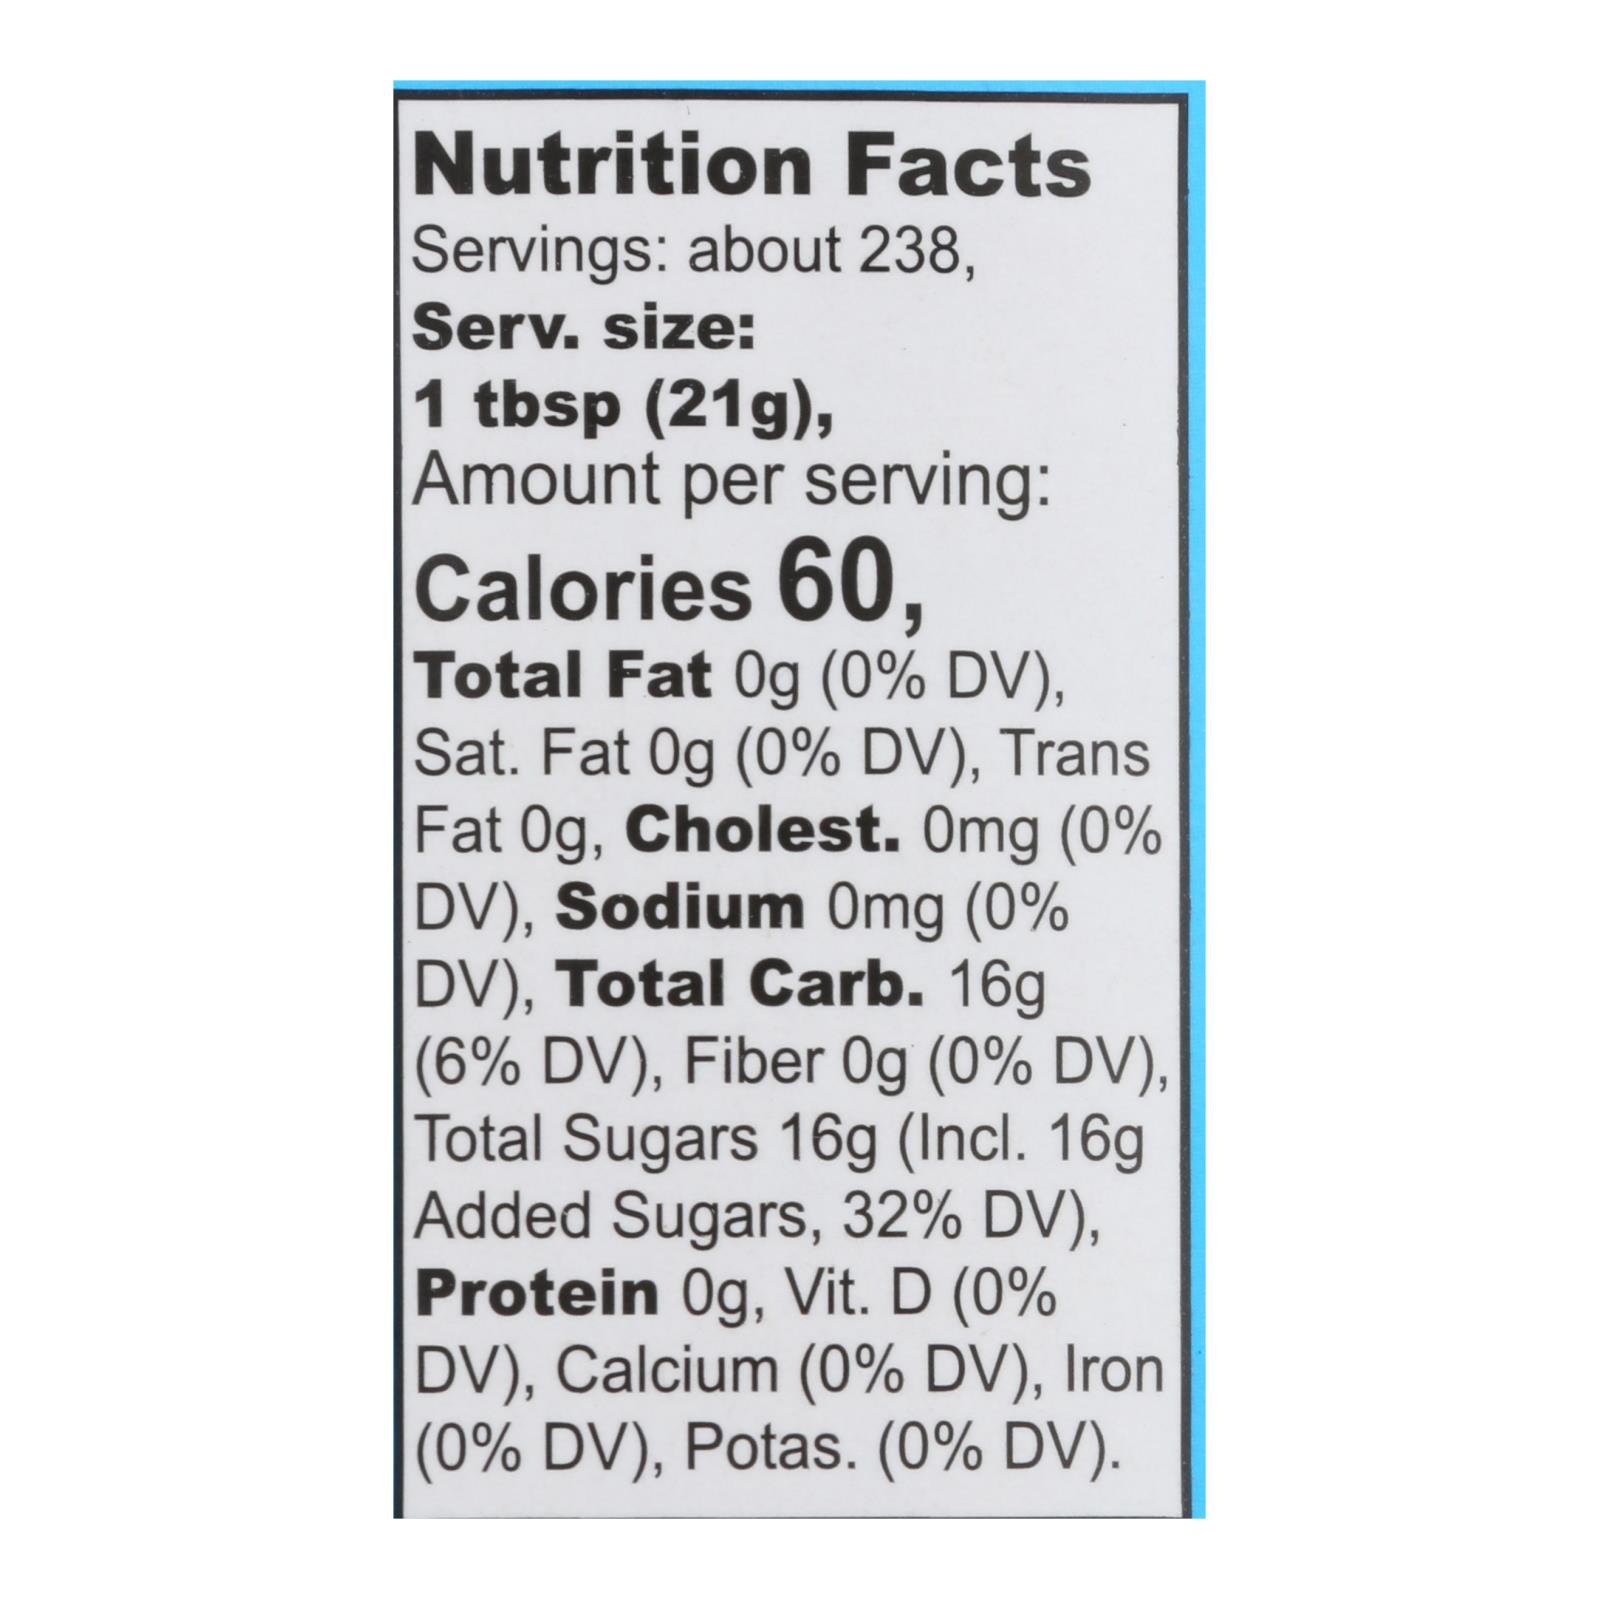 Nutrition Facts
Servings: about 238,
Serv. size:
1 tbsp (21g),
Amount per serving:
Calories 60,
Total Fat 0g (0% DV),
Sat. Fat 0g (0% DV), Trans
Fat 0g, Cholest. 0mg (0%
DV), Sodium 0mg (0%
DV), Total Carb. 16g
(6% DV), Fiber 0g (0% DV),
Total Sugars 16g (Incl. 16g
Added Sugars, 32% DV),
Protein 0g, Vit. D (0%
DV), Calcium (0% DV), Iron
(0% DV), Potas. (0% DV).